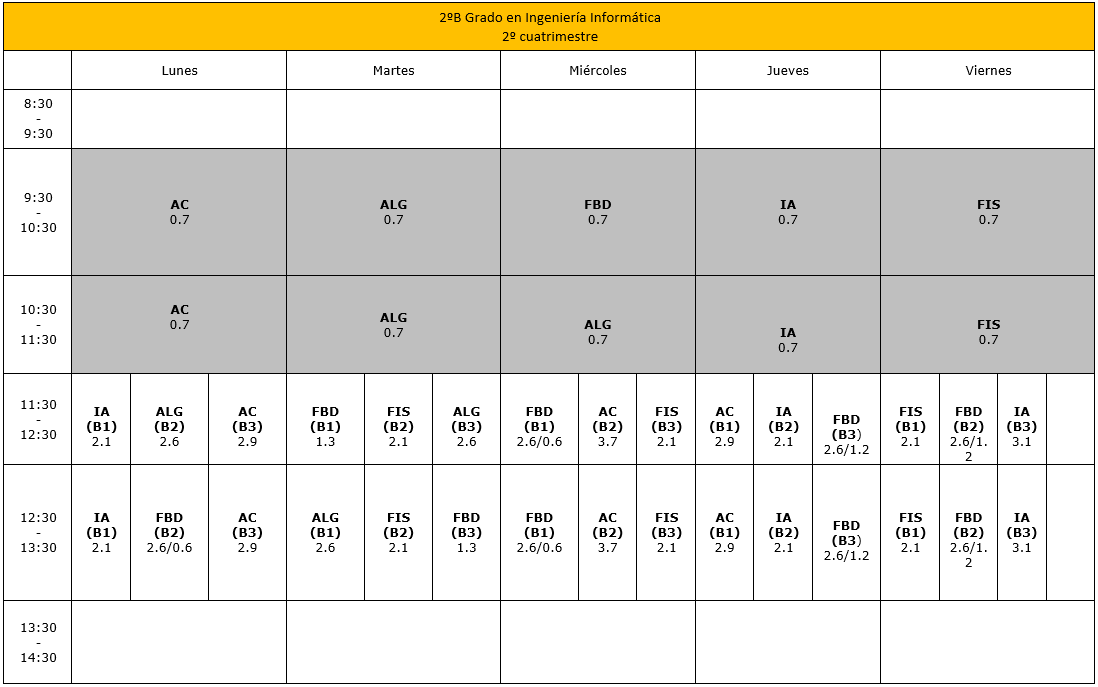 2ºB Grado en Ingeniería Informática
2º cuatrimestre
Lunes Martes Miércoles Jueves Viernes
8:30
-
9:30
9:30
-
10:30
AC
0.7
ALG
0.7
FBD
0.7
IA
0.7
FIS
0.7
10:30
-
11:30
AC
0.7
ALG
0.7
ALG
0.7
IA
0.7
FIS
0.7
11:30
-
12:30
IA
(B1)
2.1
ALG
(B2)
2.6
AC
(B3)
2.9
FBD
(B1)
1.3
FIS
(B2)
2.1
ALG
(B3)
2.6
FBD
(B1)
2.6/0.6
AC
(B2)
3.7
FIS
(B3)
2.1
AC
(B1)
2.9
IA
(B2)
2.1
FBD
(B3)
2.6/1.2
FIS
(B1)
2.1
FBD
(B2)
2.6/1.
2
IA
(B3)
3.1
12:30
-
13:30
IA
(B1)
2.1
FBD
(B2)
2.6/0.6
AC
(B3)
2.9
ALG
(B1)
2.6
FIS
(B2)
2.1
FBD
(B3)
1.3
FBD
(B1)
2.6/0.6
AC
(B2)
3.7
FIS
(B3)
2.1
AC
(B1)
2.9
IA
(B2)
2.1
FBD
(B3)
2.6/1.2
FIS
(B1)
2.1
FBD
(B2)
2.6/1.
2
IA
(B3)
3.1
13:30
-
14:30